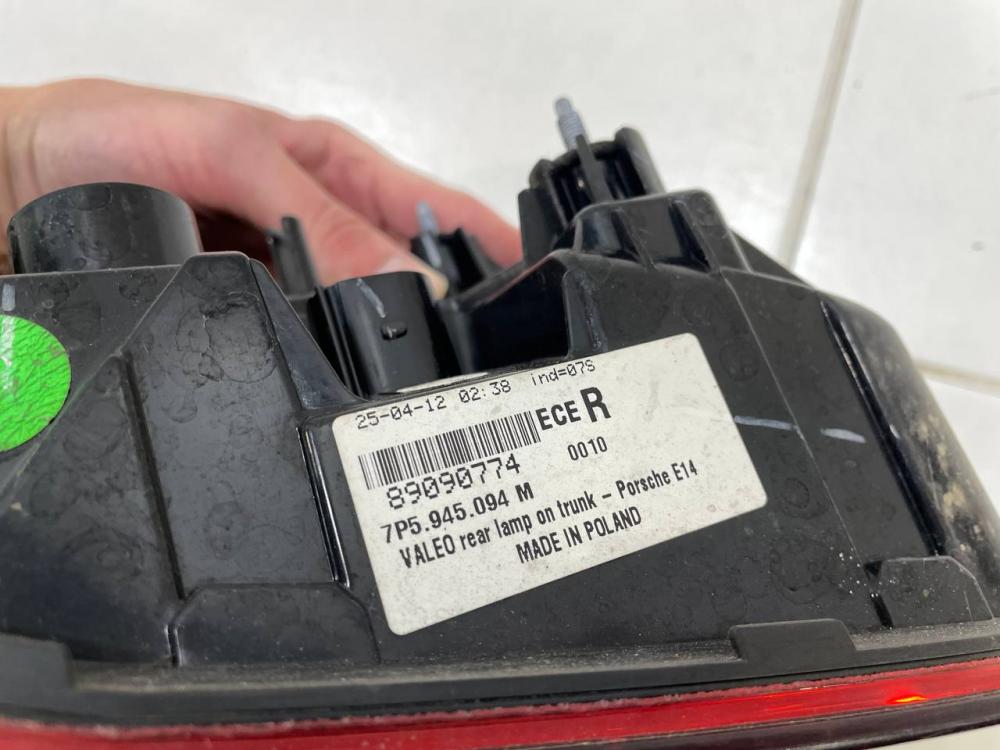 25-04-12 02:38 ind=07S
ECE R
89090774 0010
7P5.945.094 M
VALEO rear lamp on trunk – Porsche E14
MADE IN POLAND